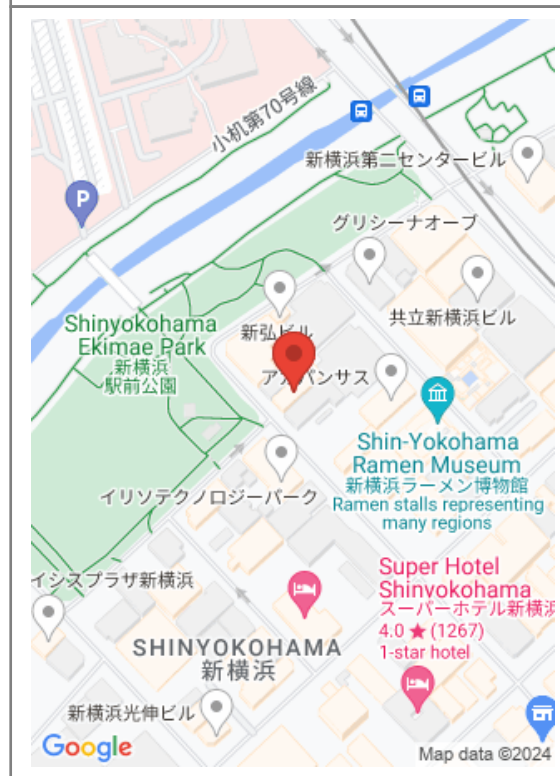 小机第70号線
新横浜第二センタービル
P
グリシーナオーブ
Shinyokohama
Ekimae Park
新横浜
駅前公園
新弘ビル
共立新横浜ビル
Shin-Yokohama
Ramen Museum
新横浜ラーメン博物館
Ramen stalls representing
many regions
イリソテクノロジーパーク
イシスプラザ新横浜
Super Hotel
Shinyokohama
スーパーホテル新横浜
4.0 ★ (1267)
1-star hotel
SHINYOKOHAMA
新横浜
新横浜光伸ビル
Google
Map data ©2024